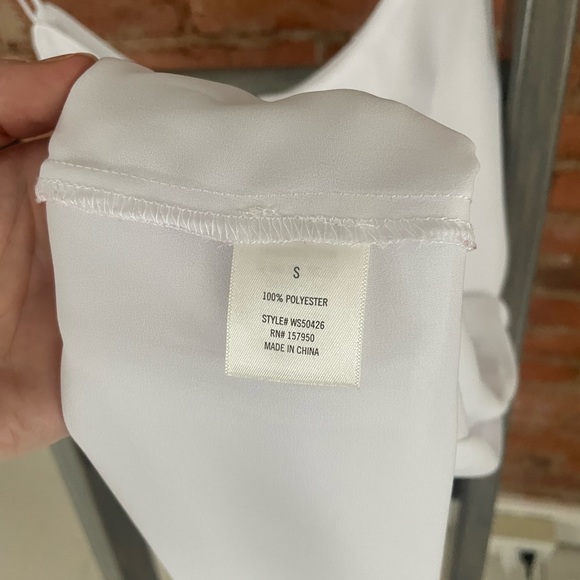 S
100% POLYESTER
STYLE# WS50426
RN# 157950
MADE IN CHINA